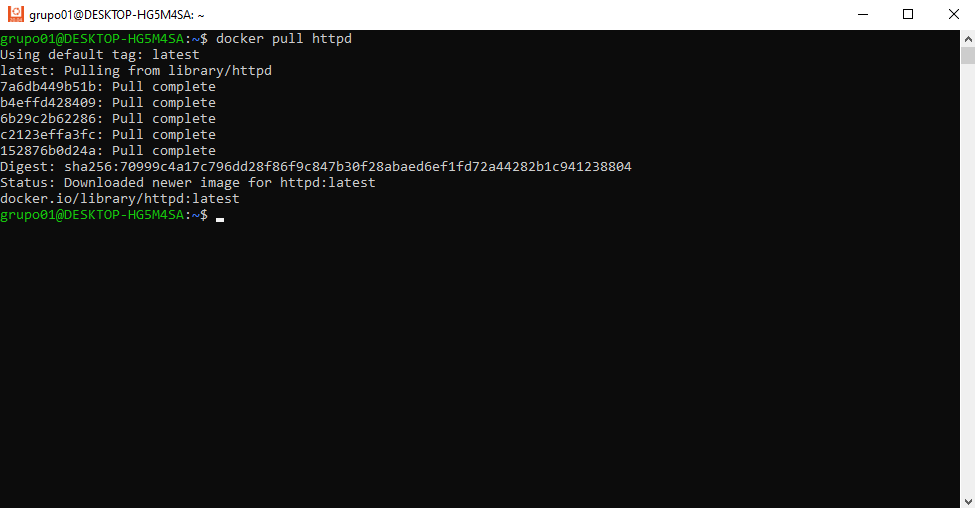 grupo01@DESKTOP-HG5M4SA: ~
grupo01@DESKTOP-HG5M4SA:~$ docker pull httpd
Using default tag: latest
latest: Pulling from library/httpd
7a6db449b51b: Pull complete
b4effd428409: Pull complete
6b29c2b62286: Pull complete
c2123effa3fc: Pull complete
152876b0d24a: Pull complete
Digest: sha256:70999c4a17c796dd28f86f9c847b30f28abaed6ef1fd72a44282b1c941238804
Status: Downloaded newer image for httpd:latest
docker.io/library/httpd:latest
grupo01@DESKTOP-HG5M4SA:~$